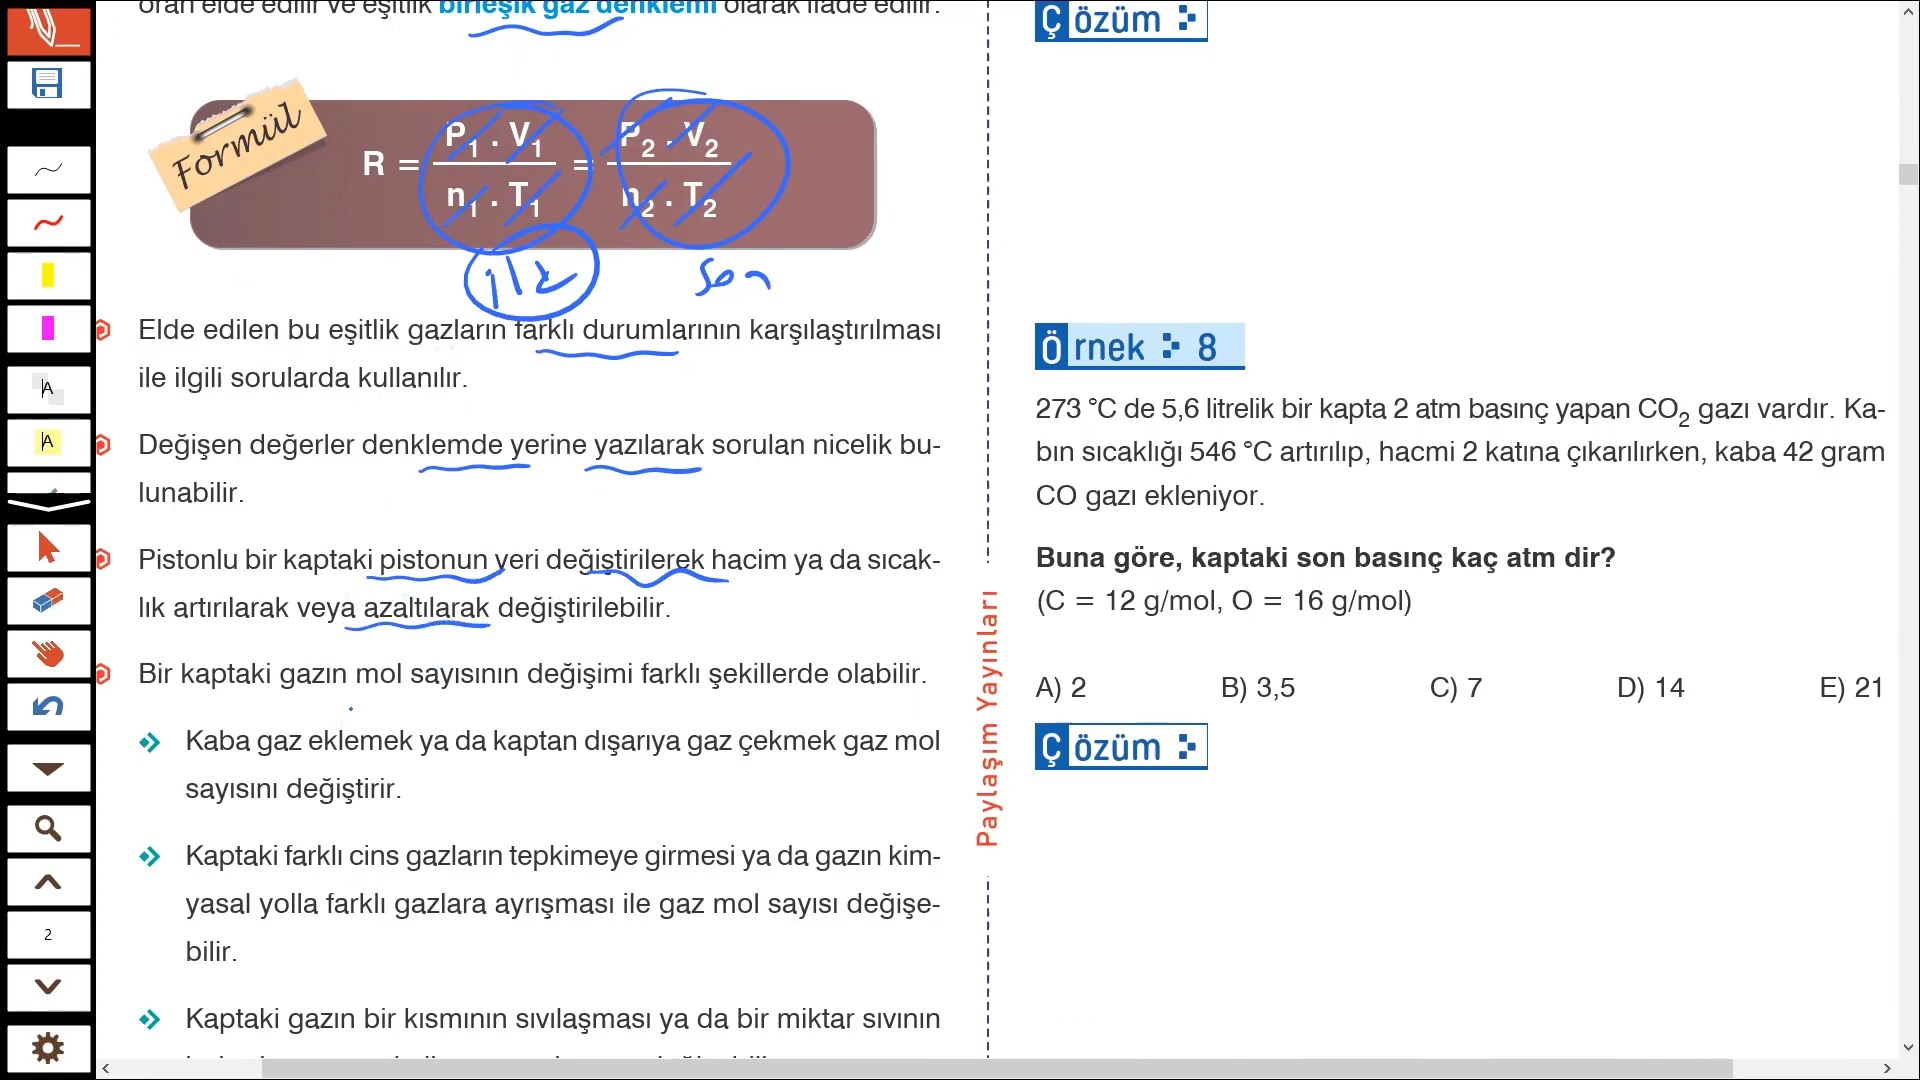 oran elde edilir ve eşitlik birleşik gaz denklemi olarak ifade edilir.
Formül
R = P1 . V1 / n1 . T1 = P2 . V2 / n2 . T2
ilk
son
Elde edilen bu eşitlik gazların farklı durumlarının karşılaştırılması
ile ilgili sorularda kullanılır.
Değişen değerler denklemde yerine yazılarak sorulan nicelik bu-
lunabilir.
Pistonlu bir kaptaki pistonun yeri değiştirilerek hacim ya da sıcak-
lık artırılarak veya azaltılarak değiştirilebilir.
Bir kaptaki gazın mol sayısının değişimi farklı şekillerde olabilir.
Kaba gaz eklemek ya da kaptan dışarıya gaz çekmek gaz mol
sayısını değiştirir.
Kaptaki farklı cins gazların tepkimeye girmesi ya da gazın kim-
yasal yolla farklı gazlara ayrışması ile gaz mol sayısı değişe-
bilir.
Kaptaki gazın bir kısmının sıvılaşması ya da bir miktar sıvının
Paylaşım Yayınları
Çözüm
Örnek 8
273 °C de 5,6 litrelik bir kapta 2 atm basınç yapan CO2 gazı vardır. Ka-
bın sıcaklığı 546 °C artırılıp, hacmi 2 katına çıkarılırken, kaba 42 gram
CO gazı ekleniyor.
Buna göre, kaptaki son basınç kaç atm dir?
(C = 12 g/mol, O = 16 g/mol)
A) 2 B) 3,5 C) 7 D) 14 E) 21
Çözüm
A
A
2